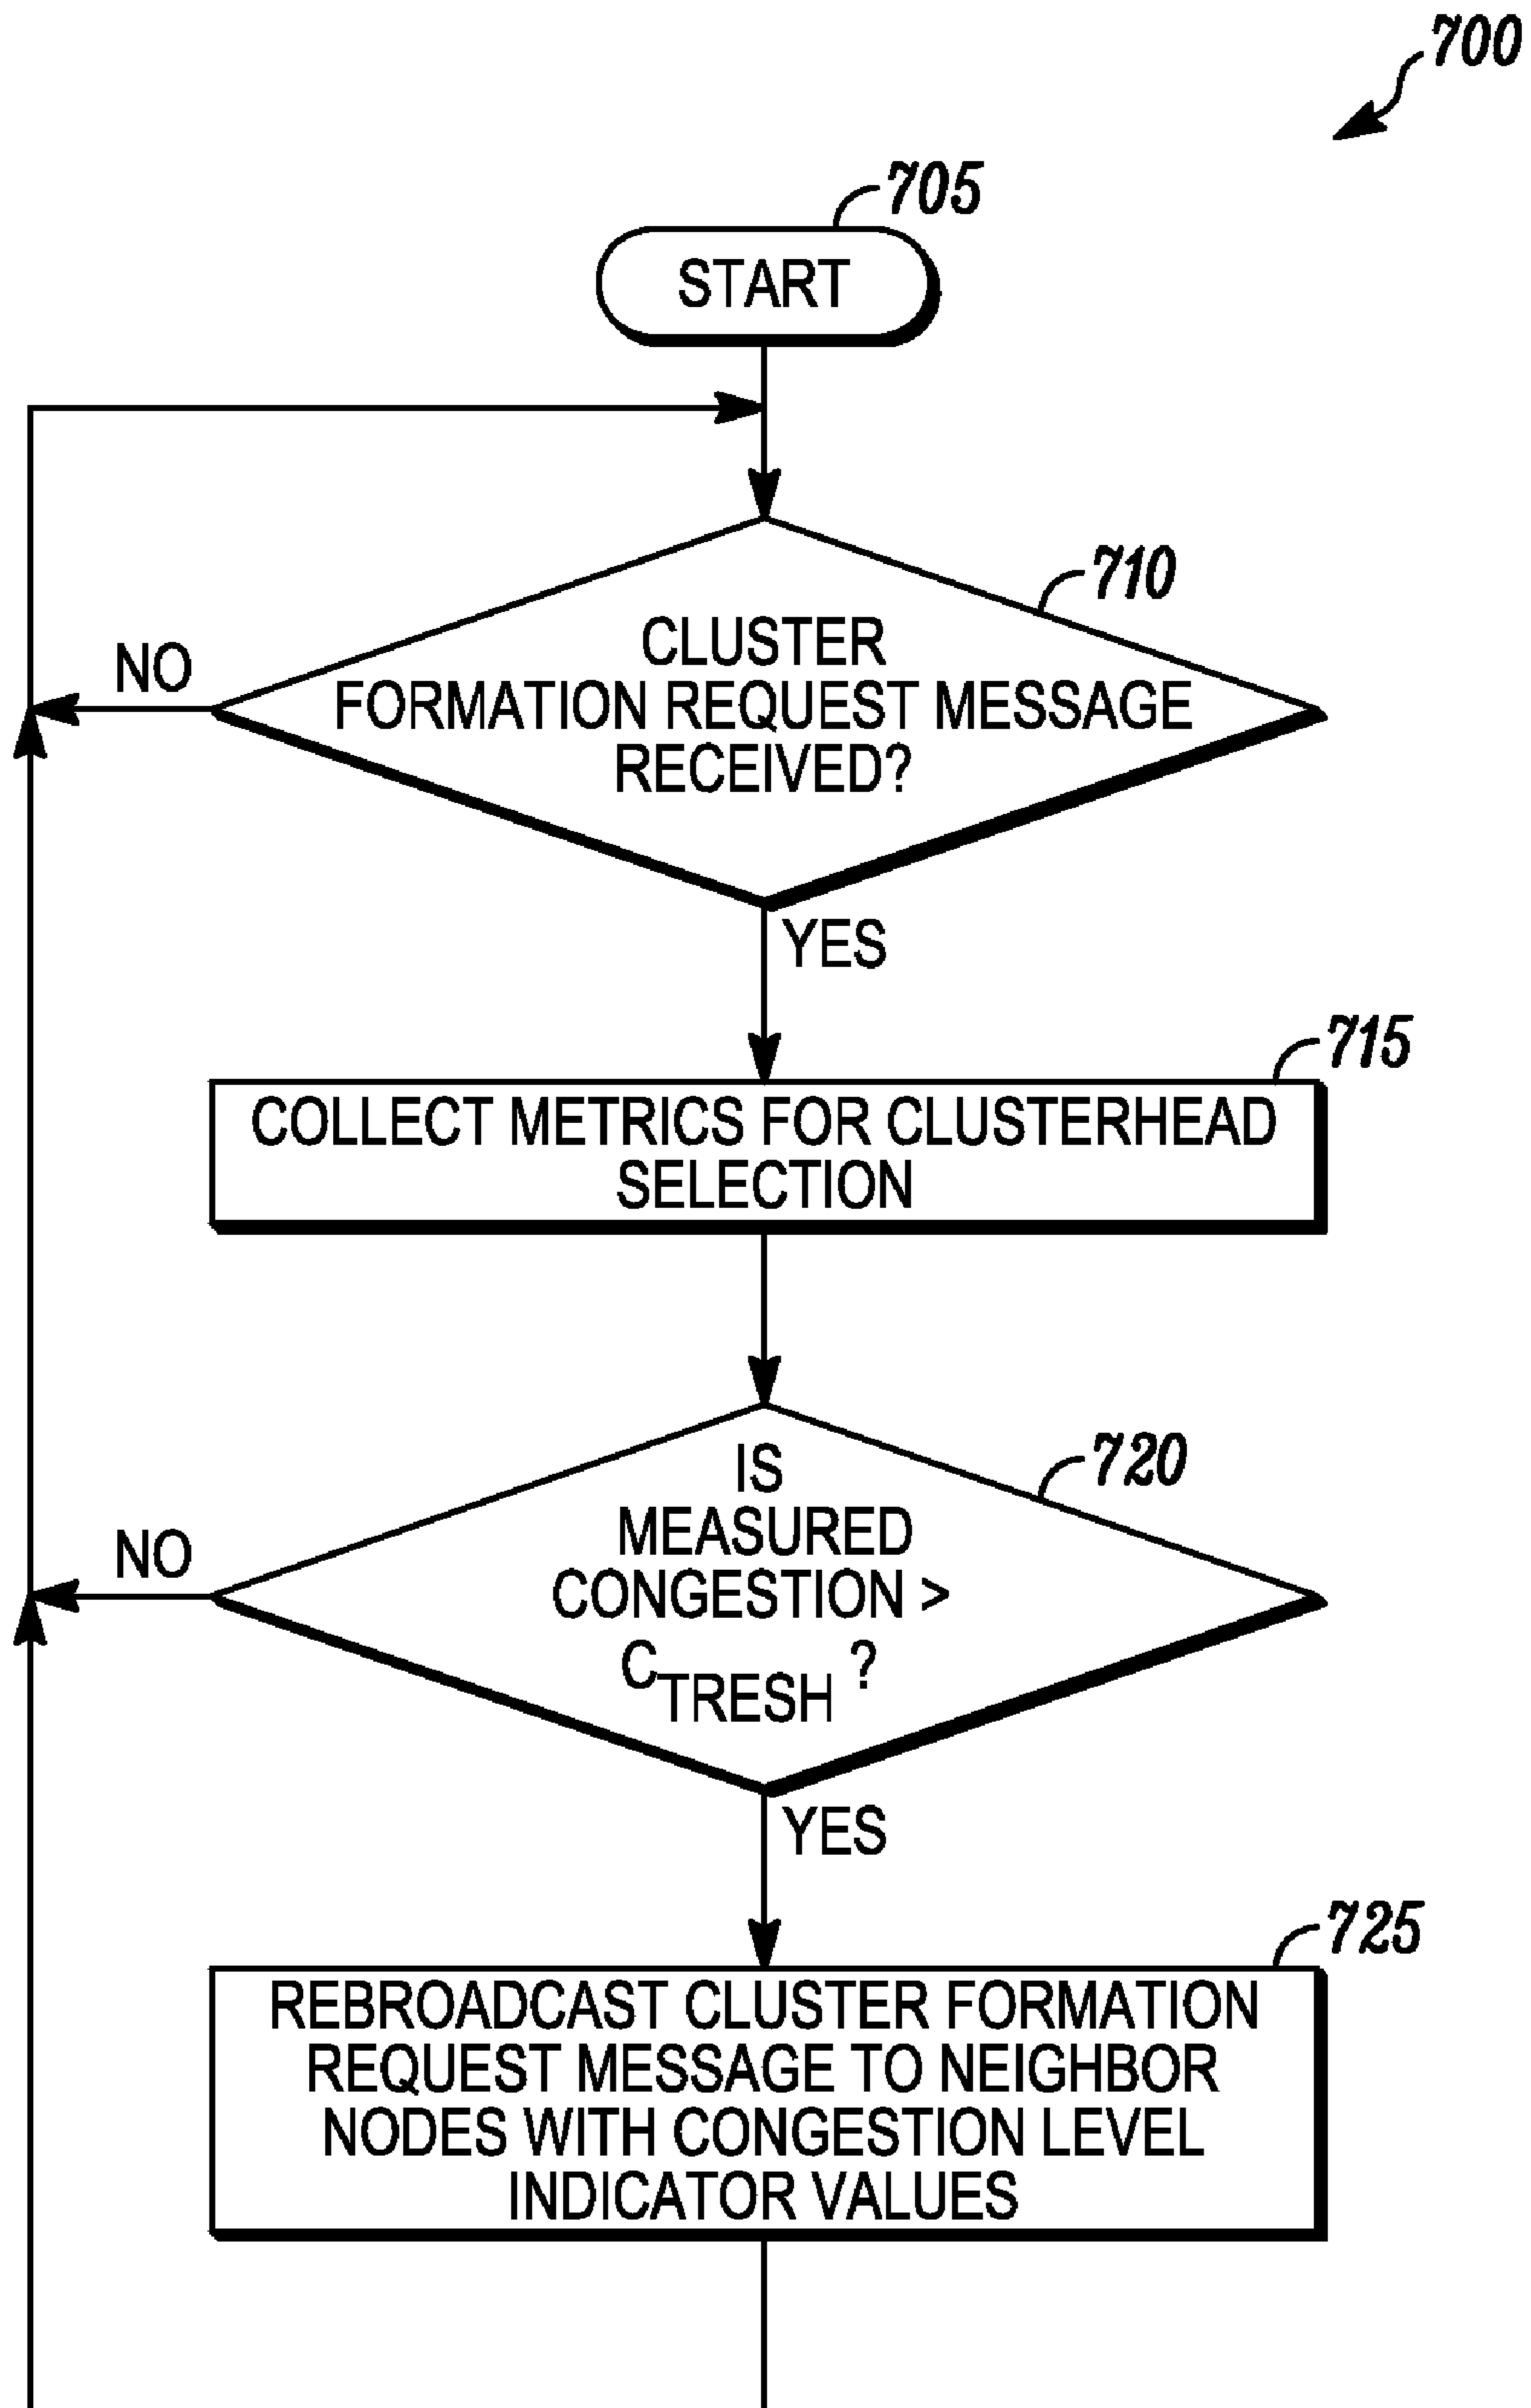 700
705
START
710
CLUSTER
FORMATION REQUEST MESSAGE
RECEIVED?
NO
YES
715
COLLECT METRICS FOR CLUSTERHEAD
SELECTION
720
IS
MEASURED
CONGESTION >
CTRESH ?
NO
YES
725
REBROADCAST CLUSTER FORMATION
REQUEST MESSAGE TO NEIGHBOR
NODES WITH CONGESTION LEVEL
INDICATOR VALUES